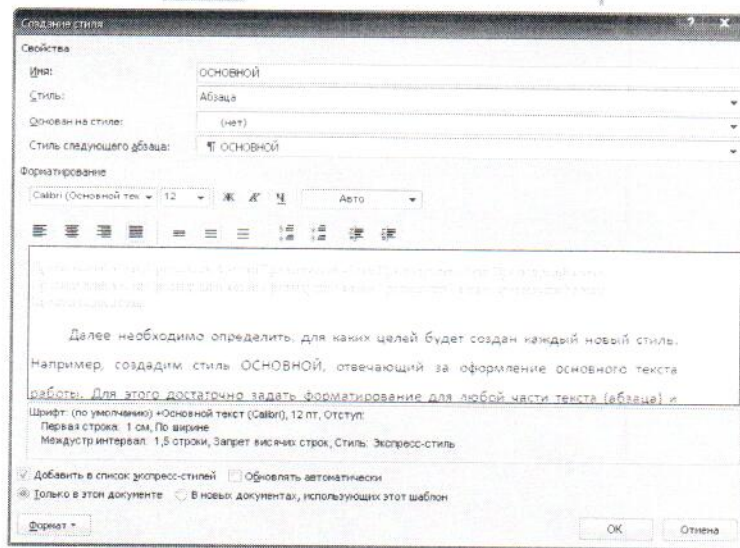 Создание стиля
Свойства
Имя: ОСНОВНОЙ
Стиль: Абзаца
Основан на стиле: (нет)
Стиль следующего абзаца: ¶ ОСНОВНОЙ
Форматирование
Calibri (Основной тек 12 Ж К Ч Авто
Далее необходимо определить, для каких целей будет создан каждый новый стиль.
Например, создадим стиль ОСНОВНОЙ, отвечающий за оформление основного текста
работы. Для этого достаточно задать форматирование для любой части текста (абзаца) и
Шрифт: (по умолчанию) +Основной текст (Calibri), 12 пт, Отступ:
Первая строка: 1 см, По ширине
Междустр интервал: 1,5 строки, Запрет висячих строк, Стиль: Экспресс-стиль
Добавить в список экспресс-стилей Обновлять автоматически
Только в этом документе В новых документах, использующих этот шаблон
Формат
ОК Отмена